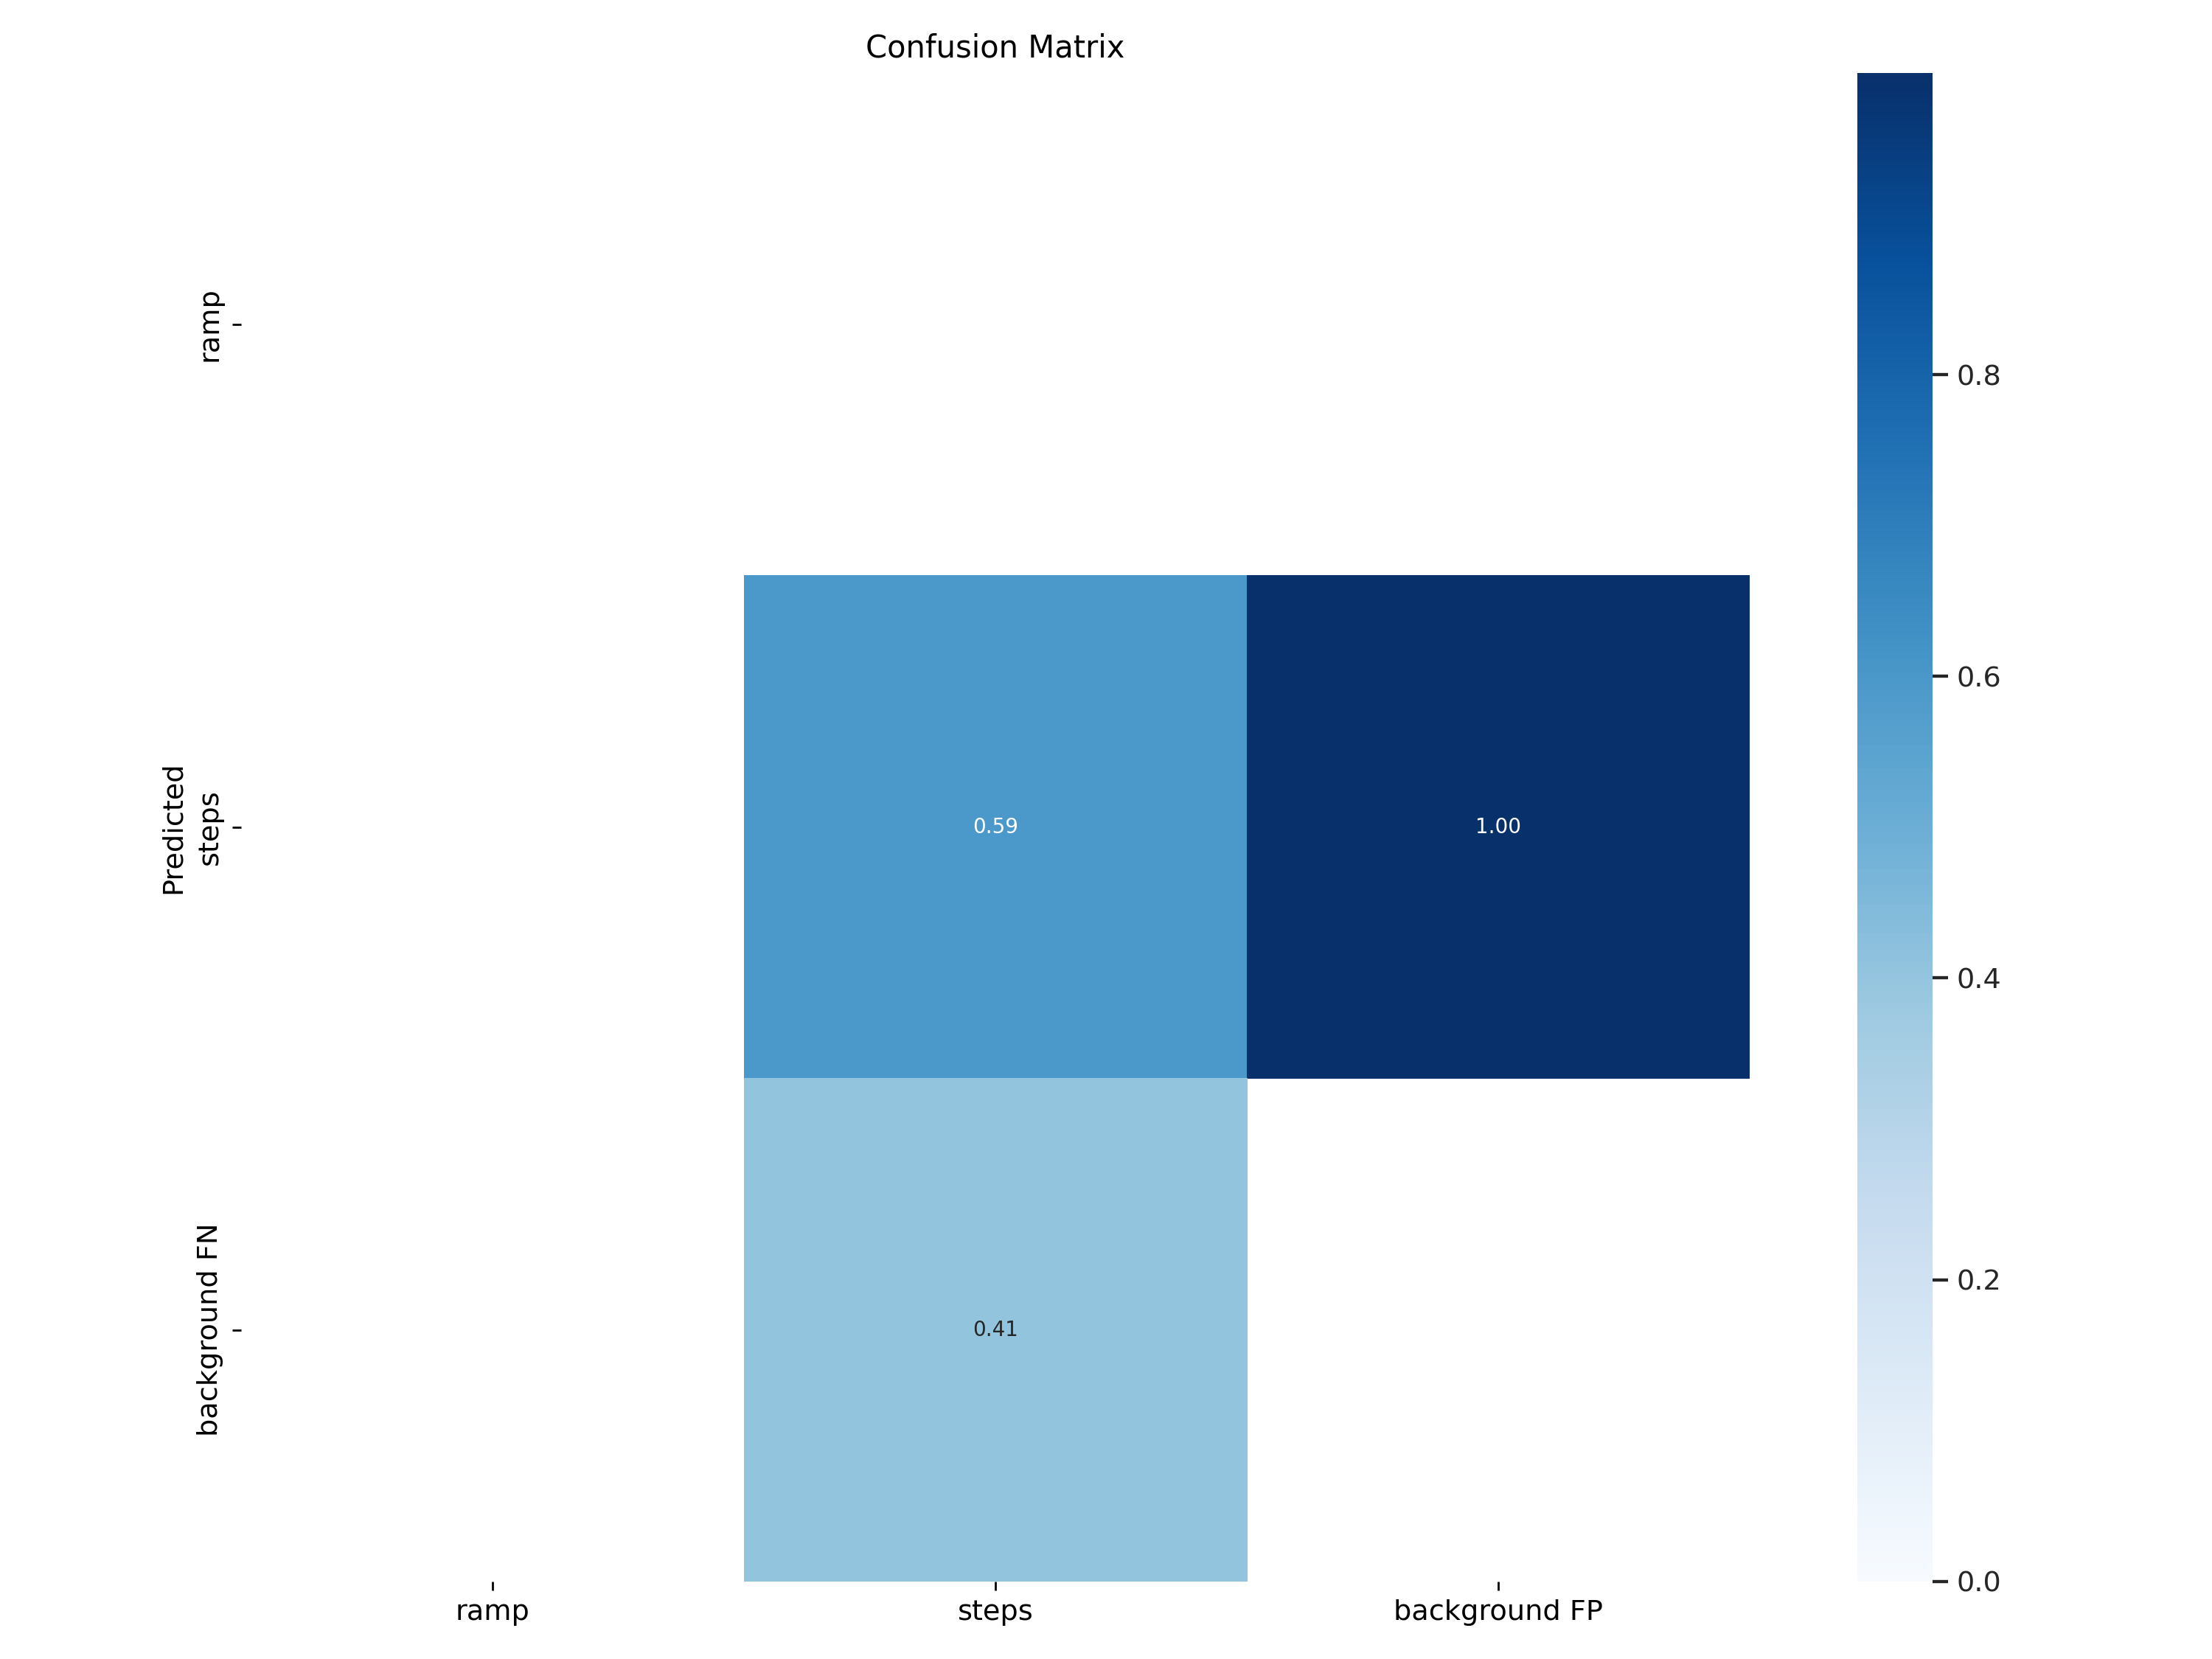 Confusion Matrix
ramp
Predicted
steps
background FN
0.59
1.00
0.41
ramp
steps
background FP
0.8
0.6
0.4
0.2
0.0